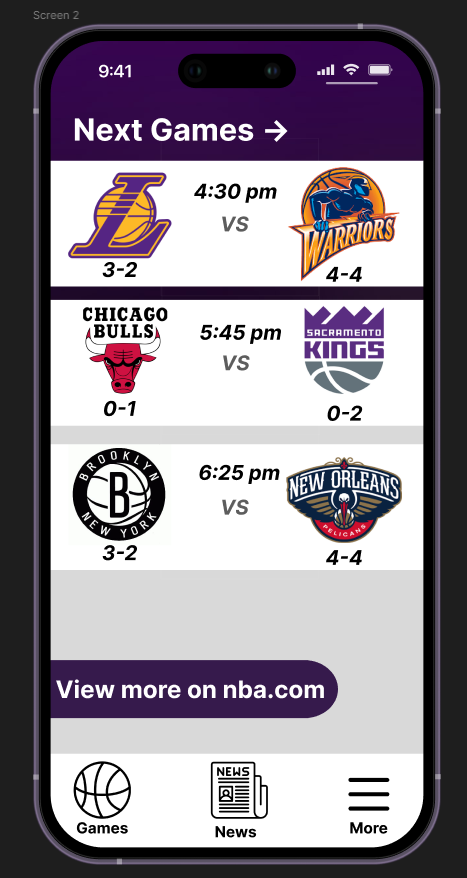 Screen 2
9:41
Next Games →
4:30 pm
VS
WARRIORS
3-2
4-4
CHICAGO
BULLS
5:45 pm
VS
SACRAMENTO
KINGS
0-1
0-2
BROOKLYN
B
NEW YORK
6:25 pm
VS
NEW ORLEANS
PELICANS
3-2
4-4
View more on nba.com
NEWS
Games
News
More